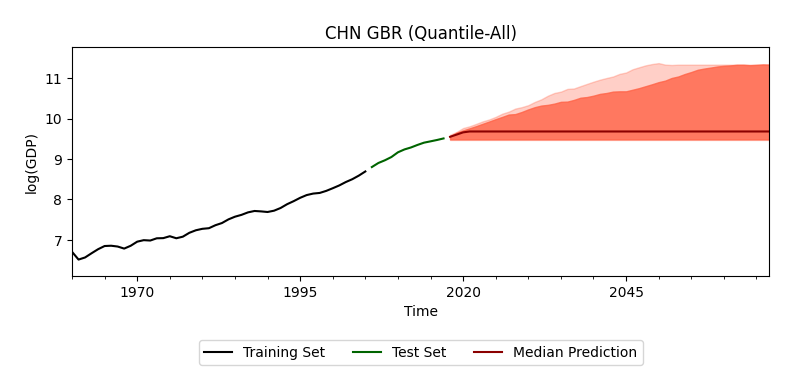 CHN GBR (Quantile-All)
log(GDP)
11
10
9
8
7
1970
1995
2020
2045
Time
Training Set
Test Set
Median Prediction